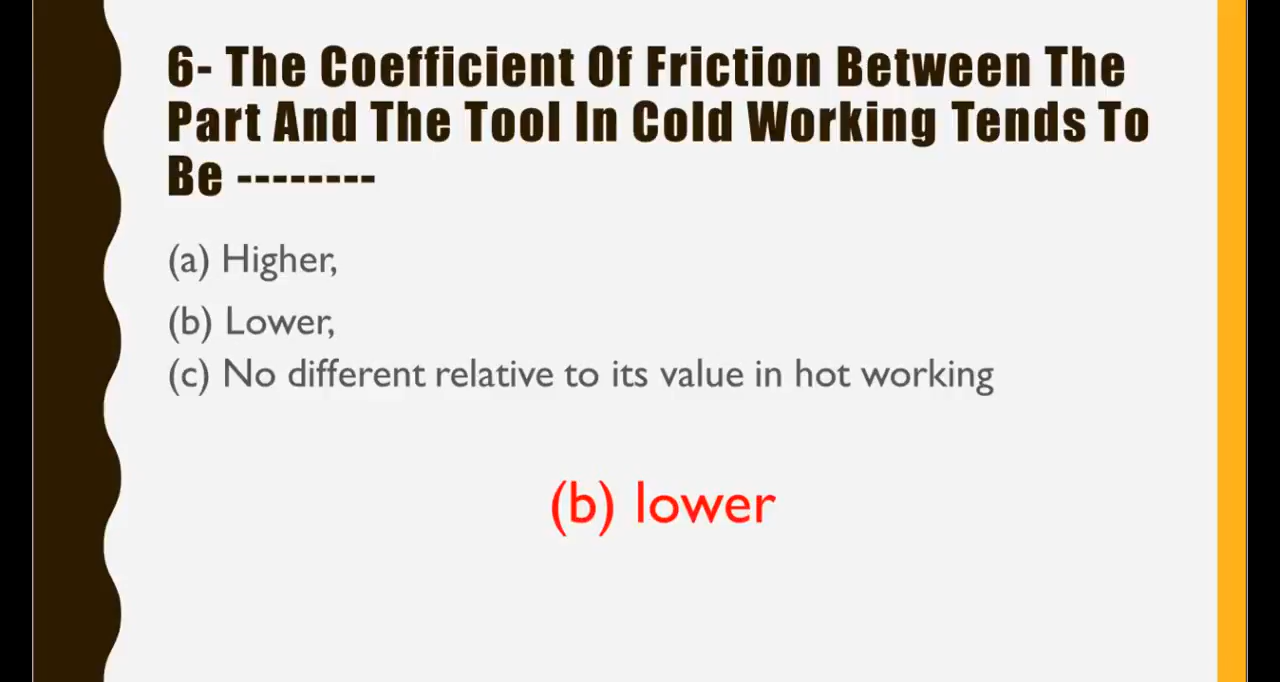 6- The Coefficient Of Friction Between The
Part And The Tool In Cold Working Tends To
Be --------
(a) Higher,
(b) Lower,
(c) No different relative to its value in hot working
(b) lower